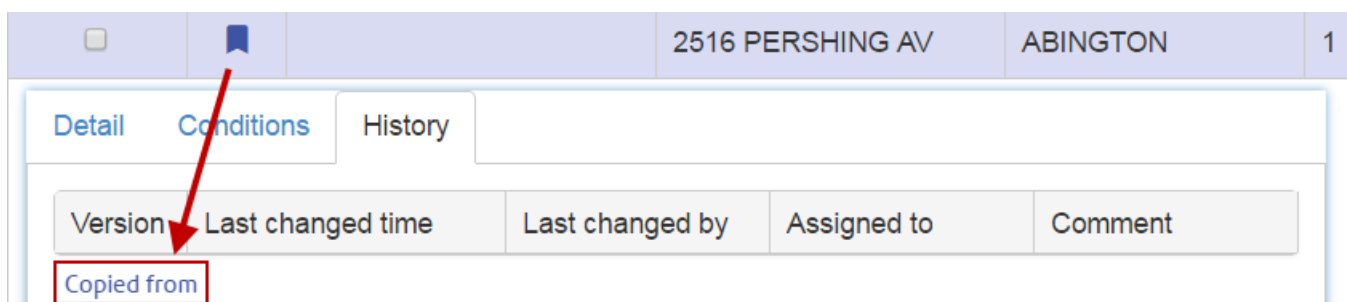 2516 PERSHING AV ABINGTON 1
Detail Conditions History
Version Last changed time Last changed by Assigned to Comment
Copied from